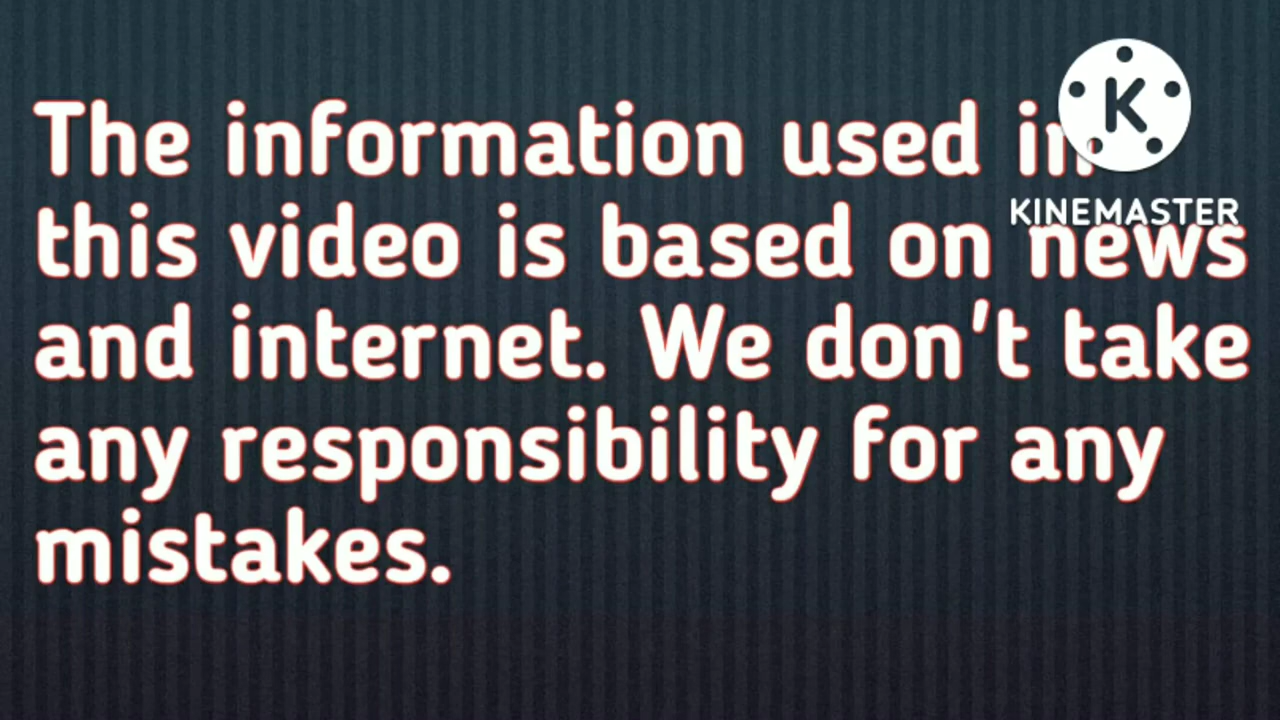 The information used in
KINEMASTER
this video is based on news
and internet. We don't take
any responsibility for any
mistakes.